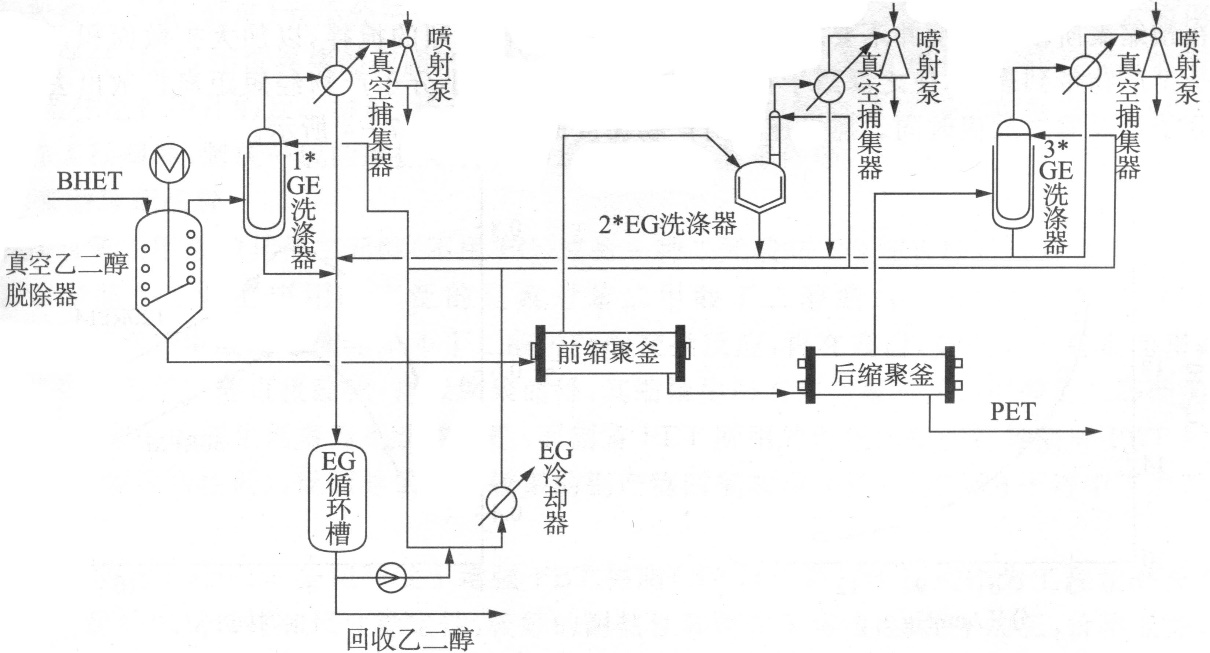 喷射泵
真空捕集器
1*
GE
洗涤器
BHET
真空乙二醇
脱除器
喷射泵
真空捕集器
2*EG洗涤器
喷射泵
真空捕集器
3*
GE
洗涤器
前缩聚釜
后缩聚釜
PET
EG
循环槽
EG
冷却器
回收乙二醇